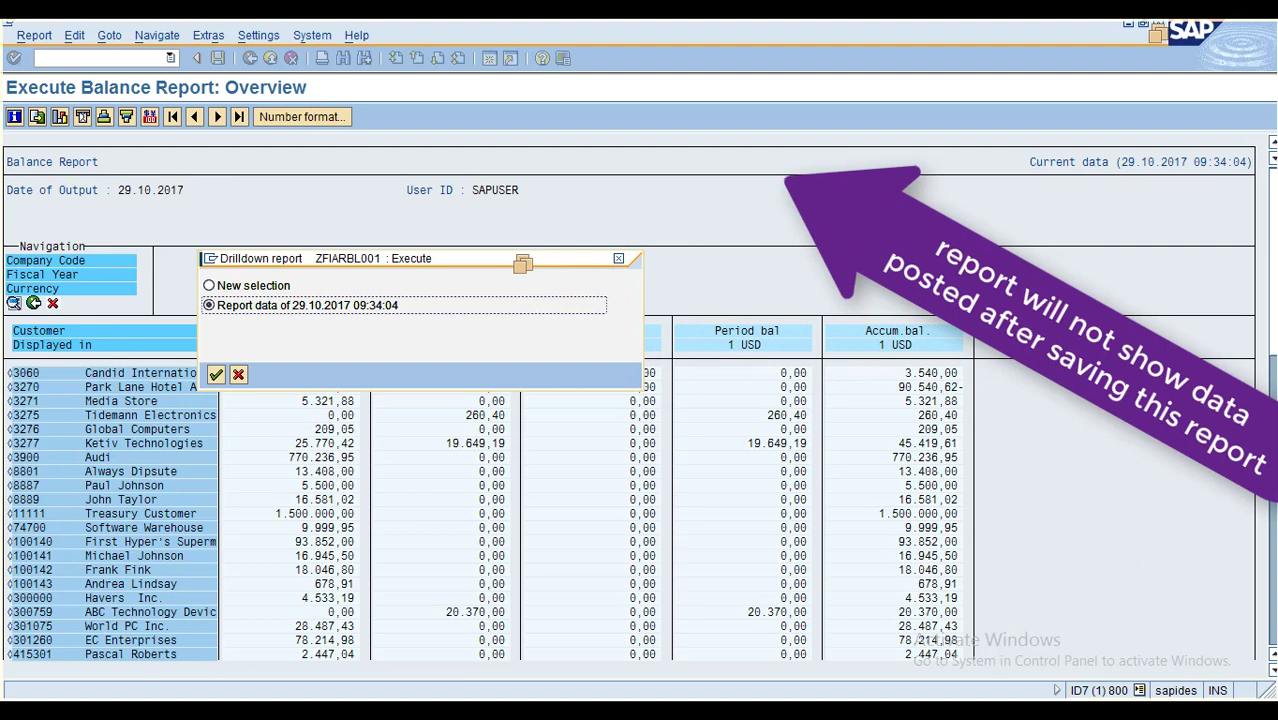 SAP
Report Edit Goto Navigate Extras Settings System Help
Execute Balance Report: Overview
Number format...
Balance Report Current data (29.10.2017 09:34:04)
Date of Output : 29.10.2017 User ID : SAPUSER
Navigation
Company Code
Fiscal Year
Currency
Drilldown report ZFIARBL001 : Execute
New selection
Report data of 29.10.2017 09:34:04
report will not show data
posted after saving this report
Customer Period bal Accum.bal.
Displayed in 1 USD 1 USD
3060 Candid Internatio 0,00 3.540,00
3270 Park Lane Hotel A 0,00 90.540,62-
3271 Media Store 5.321,88 0,00 0,00 0,00 5.321,88
3275 Tidemann Electronics 0,00 260,40 0,00 260,40 260,40
3276 Global Computers 209,05 0,00 0,00 0,00 209,05
3277 Ketiv Technologies 25.770,42 19.649,19 0,00 19.649,19 45.419,61
3900 Audi 770.236,95 0,00 0,00 0,00 770.236,95
8801 Always Dipsute 13.408,00 0,00 0,00 0,00 13.408,00
8887 Paul Johnson 5.500,00 0,00 0,00 0,00 5.500,00
8889 John Taylor 16.581,02 0,00 0,00 0,00 16.581,02
11111 Treasury Customer 1.500.000,00 0,00 0,00 0,00 1.500.000,00
74700 Software Warehouse 9.999,95 0,00 0,00 0,00 9.999,95
100140 First Hyper's Superm 93.852,00 0,00 0,00 0,00 93.852,00
100141 Michael Johnson 16.945,50 0,00 0,00 0,00 16.945,50
100142 Frank Fink 18.046,80 0,00 0,00 0,00 18.046,80
100143 Andrea Lindsay 678,91 0,00 0,00 0,00 678,91
300000 Havers Inc. 4.533,19 0,00 0,00 0,00 4.533,19
300759 ABC Technology Devic 0,00 20.370,00 0,00 20.370,00 20.370,00
301075 World PC Inc. 28.487,43 0,00 0,00 0,00 28.487,43
301260 EC Enterprises 78.214,98 0,00 0,00 0,00 78.214,98
415301 Pascal Roberts 2.447,04 0,00 0,00 0,00 2.447,04
Activate Windows
Go to System in Control Panel to activate Windows.
ID7 (1) 800 sapides INS